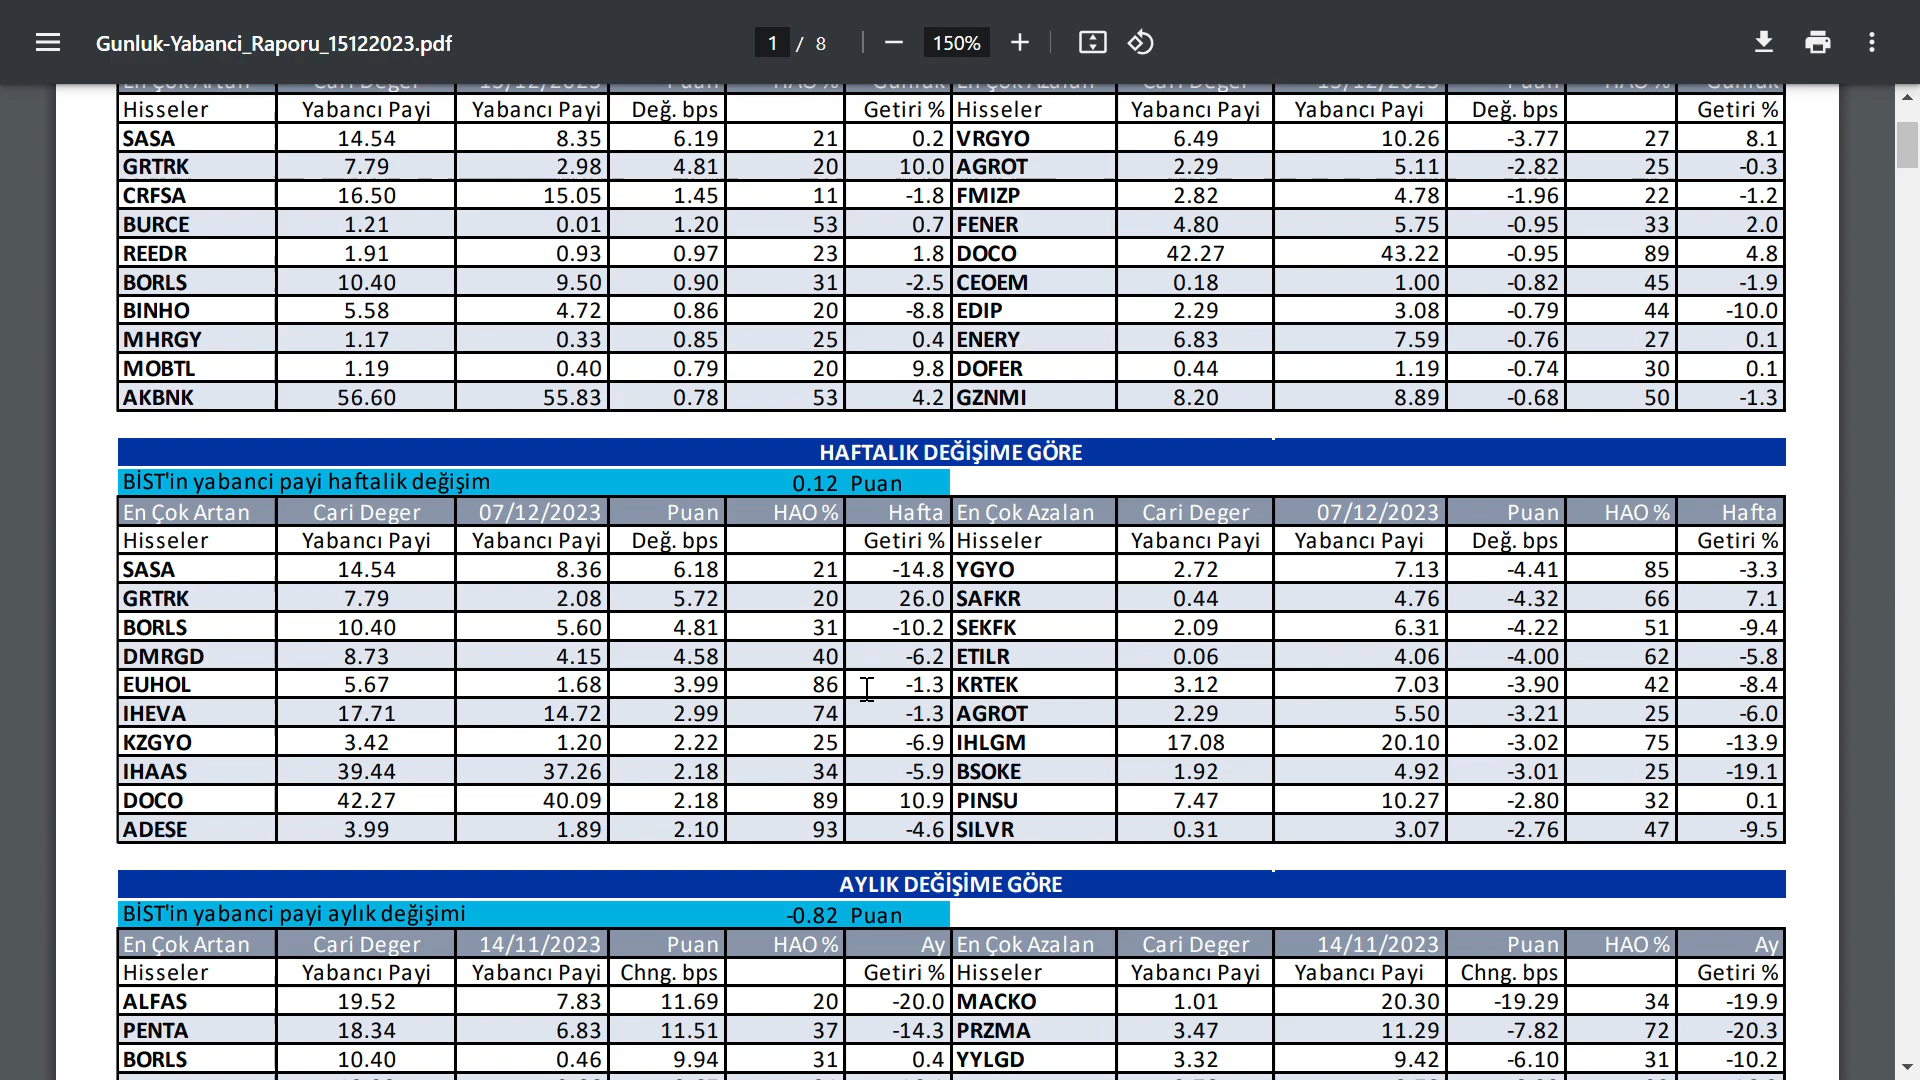 Gunluk-Yabanci_Raporu_15122023.pdf 1 / 8 150%
En Çok Artan Cari Deger 13/12/2023 Puan HAO % Günlük En Çok Azalan Cari Deger 13/12/2023 Puan HAO % Günlük
Hisseler Yabancı Payi Yabancı Payi Değ. bps Getiri % Hisseler Yabancı Payi Yabancı Payi Değ. bps Getiri %
SASA 14.54 8.35 6.19 21 0.2 VRGYO 6.49 10.26 -3.77 27 8.1
GRTRK 7.79 2.98 4.81 20 10.0 AGROT 2.29 5.11 -2.82 25 -0.3
CRFSA 16.50 15.05 1.45 11 -1.8 FMIZP 2.82 4.78 -1.96 22 -1.2
BURCE 1.21 0.01 1.20 53 0.7 FENER 4.80 5.75 -0.95 33 2.0
REEDR 1.91 0.93 0.97 23 1.8 DOCO 42.27 43.22 -0.95 89 4.8
BORLS 10.40 9.50 0.90 31 -2.5 CEOEM 0.18 1.00 -0.82 45 -1.9
BINHO 5.58 4.72 0.86 20 -8.8 EDIP 2.29 3.08 -0.79 44 -10.0
MHRGY 1.17 0.33 0.85 25 0.4 ENERY 6.83 7.59 -0.76 27 0.1
MOBTL 1.19 0.40 0.79 20 9.8 DOFER 0.44 1.19 -0.74 30 0.1
AKBNK 56.60 55.83 0.78 53 4.2 GZNMI 8.20 8.89 -0.68 50 -1.3
HAFTALIK DEĞİŞİME GÖRE
BİST'in yabanci payi haftalik değişim 0.12 Puan
En Çok Artan Cari Deger 07/12/2023 Puan HAO % Hafta En Çok Azalan Cari Deger 07/12/2023 Puan HAO % Hafta
Hisseler Yabancı Payi Yabancı Payi Değ. bps Getiri % Hisseler Yabancı Payi Yabancı Payi Değ. bps Getiri %
SASA 14.54 8.36 6.18 21 -14.8 YGYO 2.72 7.13 -4.41 85 -3.3
GRTRK 7.79 2.08 5.72 20 26.0 SAFKR 0.44 4.76 -4.32 66 7.1
BORLS 10.40 5.60 4.81 31 -10.2 SEKFK 2.09 6.31 -4.22 51 -9.4
DMRGD 8.73 4.15 4.58 40 -6.2 ETILR 0.06 4.06 -4.00 62 -5.8
EUHOL 5.67 1.68 3.99 86 -1.3 KRTEK 3.12 7.03 -3.90 42 -8.4
IHEVA 17.71 14.72 2.99 74 -1.3 AGROT 2.29 5.50 -3.21 25 -6.0
KZGYO 3.42 1.20 2.22 25 -6.9 IHLGM 17.08 20.10 -3.02 75 -13.9
IHAAS 39.44 37.26 2.18 34 -5.9 BSOKE 1.92 4.92 -3.01 25 -19.1
DOCO 42.27 40.09 2.18 89 10.9 PINSU 7.47 10.27 -2.80 32 0.1
ADESE 3.99 1.89 2.10 93 -4.6 SILVR 0.31 3.07 -2.76 47 -9.5
AYLIK DEĞİŞİME GÖRE
BİST'in yabanci payi aylık değişimi -0.82 Puan
En Çok Artan Cari Deger 14/11/2023 Puan HAO % Ay En Çok Azalan Cari Deger 14/11/2023 Puan HAO % Ay
Hisseler Yabancı Payi Yabancı Payi Chng. bps Getiri % Hisseler Yabancı Payi Yabancı Payi Chng. bps Getiri %
ALFAS 19.52 7.83 11.69 20 -20.0 MACKO 1.01 20.30 -19.29 34 -19.9
PENTA 18.34 6.83 11.51 37 -14.3 PRZMA 3.47 11.29 -7.82 72 -20.3
BORLS 10.40 0.46 9.94 31 0.4 YYLGD 3.32 9.42 -6.10 31 -10.2